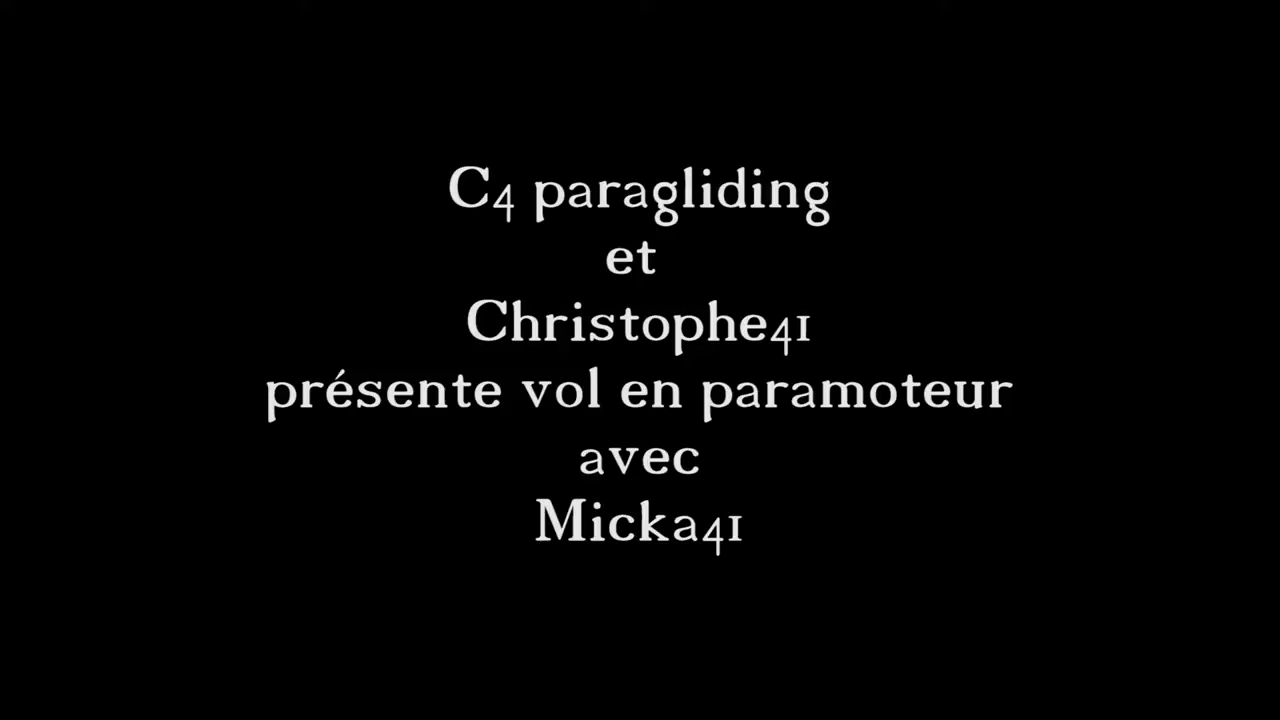 C4 paragliding
et
Christophe41
présente vol en paramoteur
avec
Micka41